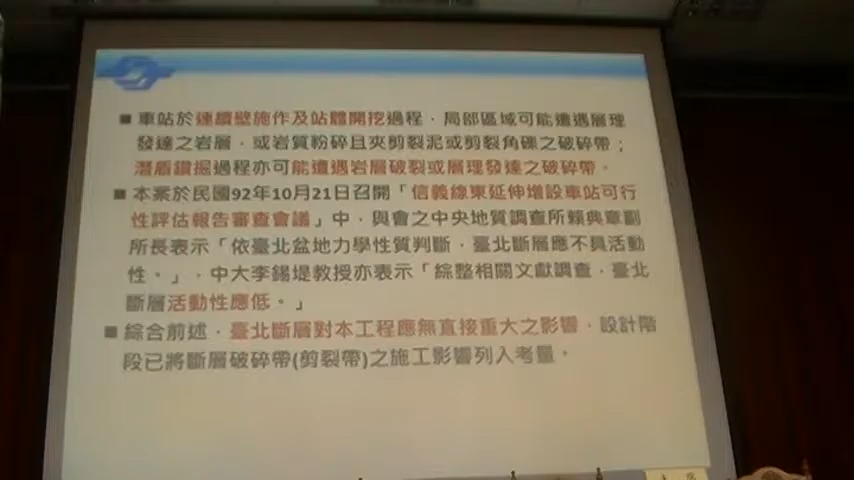 ■ 車站於連續壁施作及站體開挖過程，局部區域可能遭遇層理
發達之岩層，或岩質粉碎且夾剪裂泥或剪裂角礫之破碎帶；
潛盾鑽掘過程亦可能遭遇岩層破裂或層理發達之破碎帶。
■ 本案於民國92年10月21日召開「信義線東延伸增設車站可行
性評估報告審查會議」中，與會之中央地質調查所賴典章副
所長表示「依臺北盆地力學性質判斷，臺北斷層應不具活動
性。」，中大李錫堤教授亦表示「綜整相關文獻調查，臺北
斷層活動性應低。」
■ 綜合前述，臺北斷層對本工程應無直接重大之影響，設計階
段已將斷層破碎帶(剪裂帶)之施工影響列入考量。